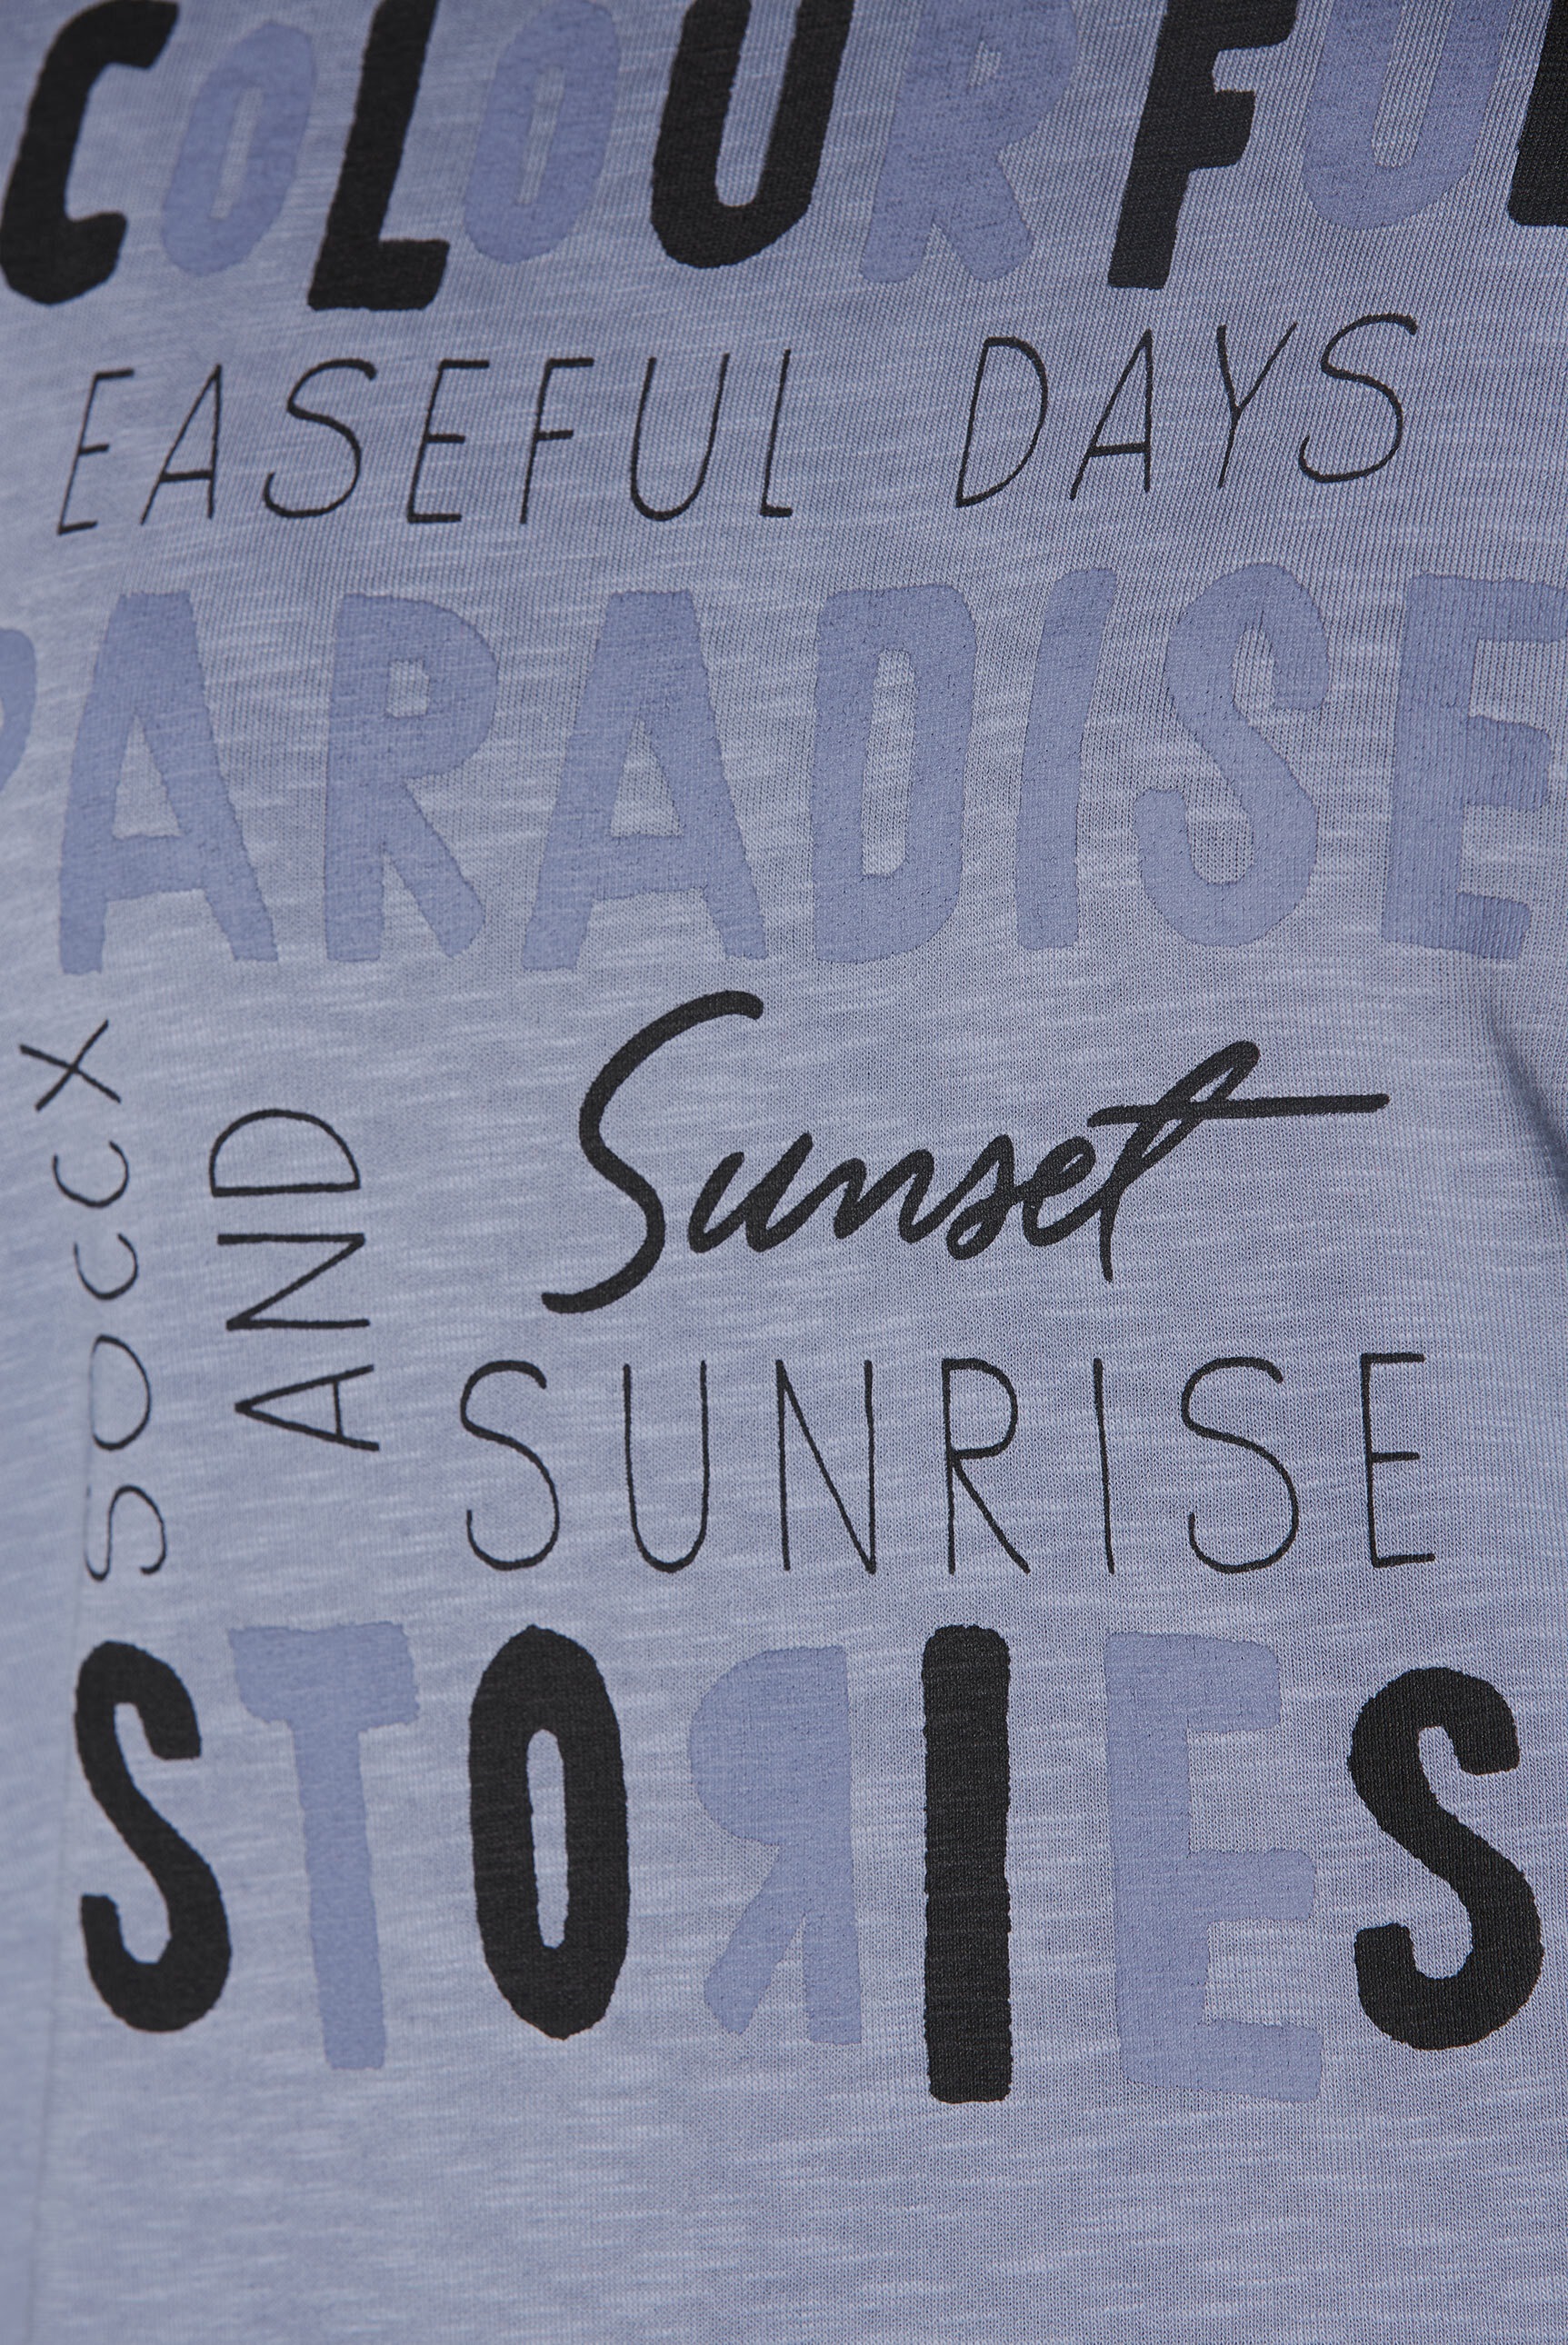 COLOURFUL
EASEFUL DAYS
PARADISE
SOCCX
AND
Sunset
SUNRISE
STORIES